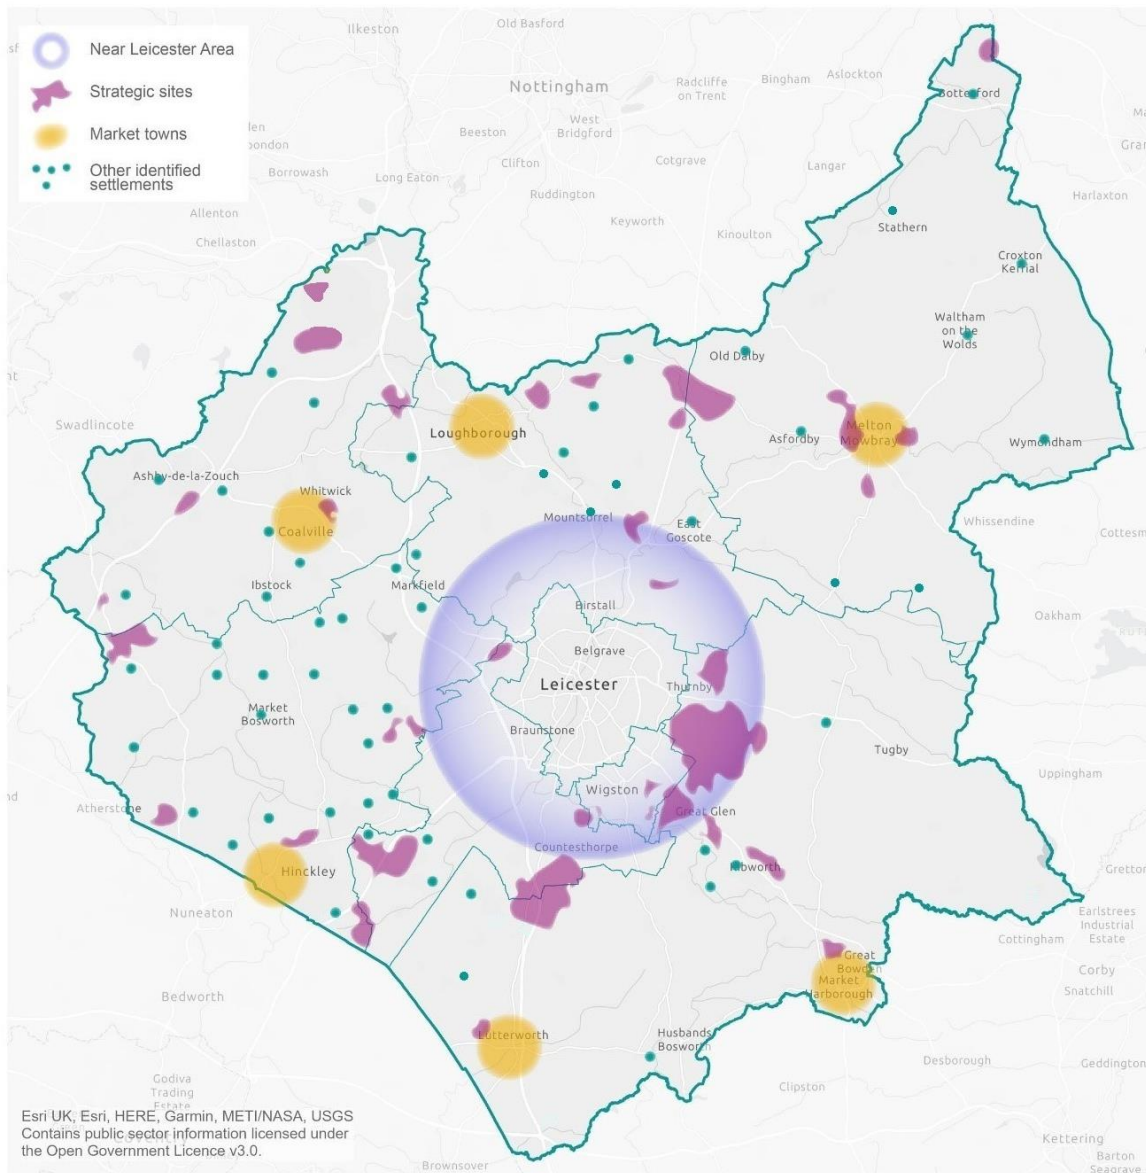 Near Leicester Area
Strategic sites
Market towns
Other identified
settlements
Ilkeston
Old Basford
Nottingham
Radcliffe
on Trent
Bingham
Aslockton
Bottesford
Beeston
West
Bridgford
Clifton
Cotgrave
Langar
Borrowash
Long Eaton
Ruddington
Harlaxton
Allenton
Keyworth
Kinoulton
Stathern
Chellaston
Croxton
Kerrial
Waltham
on the
Wolds
Old Dalby
Swadlincote
Loughborough
Asfordby
Melton
Mowbray
Wymondham
Ashby-de-la-Zouch
Whitwick
Coalville
Mountsorrel
East
Goscote
Whissendine
Ibstock
Markfield
Birstall
Oakham
Belgrave
Leicester
Thurnby
Market
Bosworth
Braunstone
Tugby
Uppingham
Atherstone
Wigston
Great Glen
Countesthorpe
Hinckley
Kibworth
Gretton
Nuneaton
Earlstrees
Industrial
Estate
Cottingham
Great
Bowden
Market
Harborough
Corby
Snatchill
Bedworth
Lutterworth
Husbands
Bosworth
Desborough
Geddington
Clipston
Godiva
Trading
Estate
Esri UK, Esri, HERE, Garmin, METI/NASA, USGS
Contains public sector information licensed under
the Open Government Licence v3.0.
Coventry
Brownsover
Kettering
Barton
Seagrave